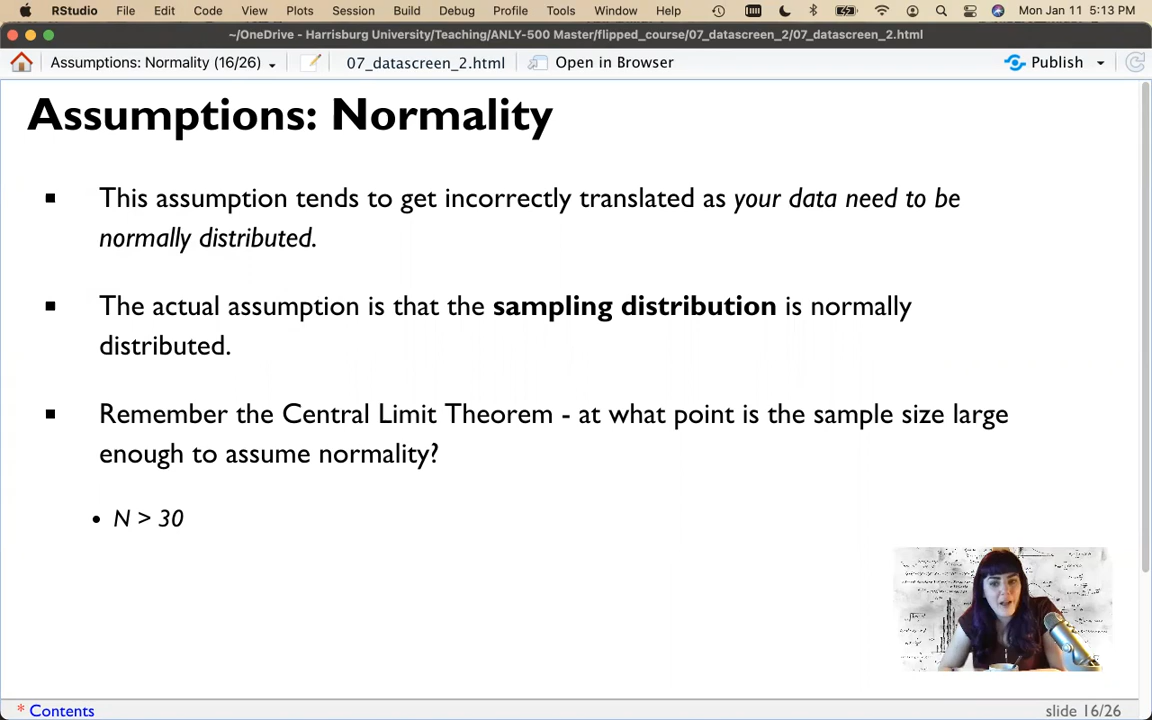 RStudio File Edit Code View Plots Session Build Debug Profile Tools Window Help Mon Jan 11 5:13 PM
~/OneDrive - Harrisburg University/Teaching/ANLY-500 Master/flipped_course/07_datascreen_2/07_datascreen_2.html
Assumptions: Normality (16/26) 07_datascreen_2.html Open in Browser Publish
Assumptions: Normality
This assumption tends to get incorrectly translated as your data need to be
normally distributed.
The actual assumption is that the sampling distribution is normally
distributed.
Remember the Central Limit Theorem - at what point is the sample size large
enough to assume normality?
• N > 30
* Contents slide 16/26